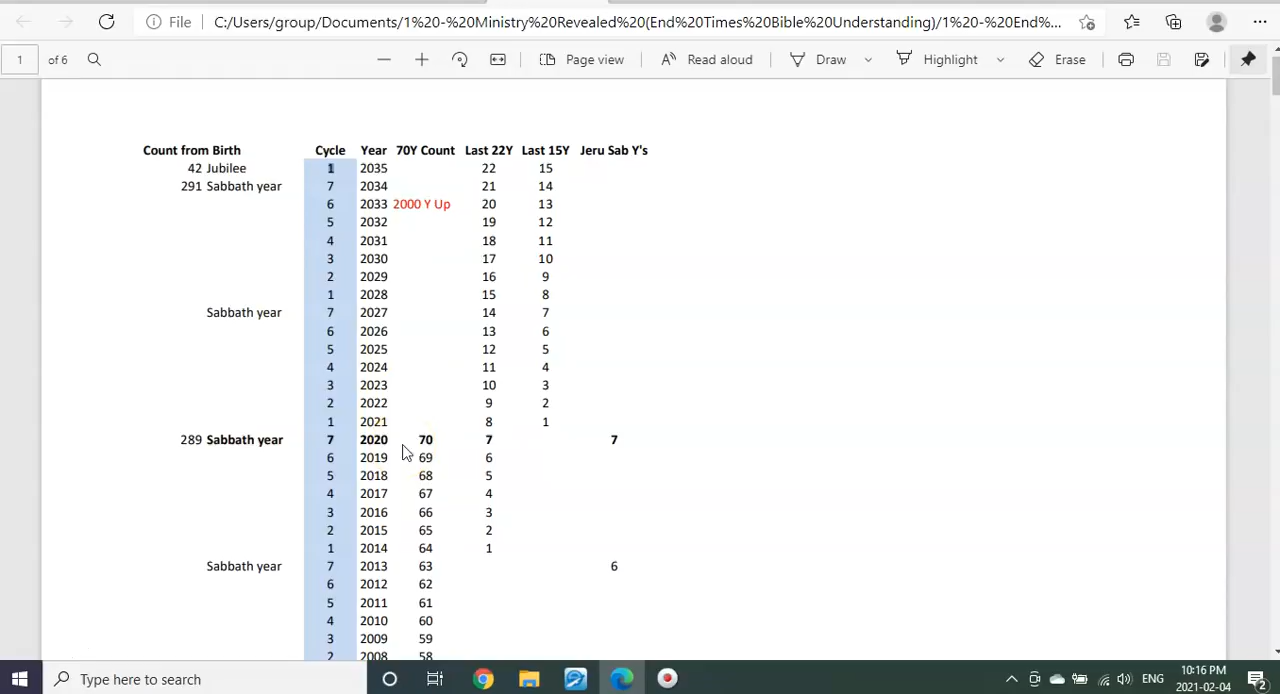 File C:/Users/group/Documents/1%20-%20Ministry%20Revealed%20(End%20Times%20Bible%20Understanding)/1%20-%20End%...
1 of 6 Page view Read aloud Draw Highlight Erase
Count from Birth Cycle Year 70Y Count Last 22Y Last 15Y Jeru Sab Y's
42 Jubilee 1 2035 22 15
291 Sabbath year 7 2034 21 14
6 2033 2000 Y Up 20 13
5 2032 19 12
4 2031 18 11
3 2030 17 10
2 2029 16 9
1 2028 15 8
Sabbath year 7 2027 14 7
6 2026 13 6
5 2025 12 5
4 2024 11 4
3 2023 10 3
2 2022 9 2
1 2021 8 1
289 Sabbath year 7 2020 70 7 7
6 2019 69 6
5 2018 68 5
4 2017 67 4
3 2016 66 3
2 2015 65 2
1 2014 64 1
Sabbath year 7 2013 63 6
6 2012 62
5 2011 61
4 2010 60
3 2009 59
2 2008 58
Type here to search ENG 10:16 PM
2021-02-04 2